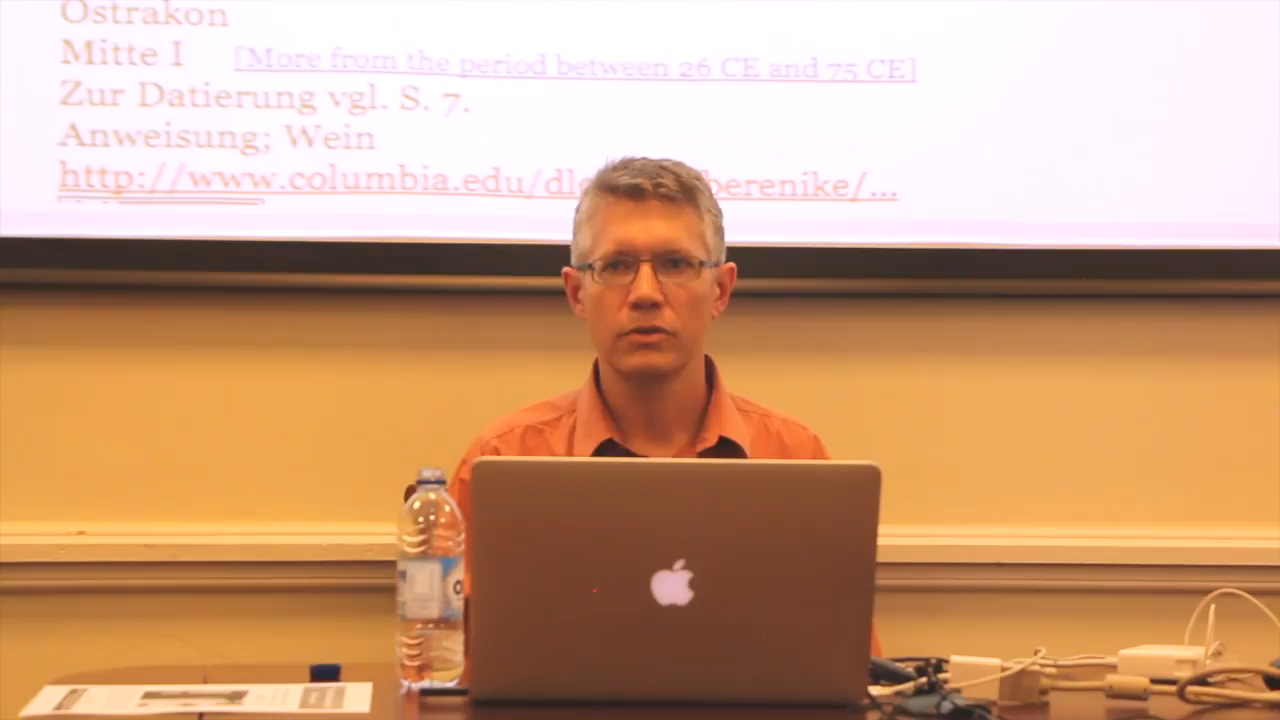 Ostrakon
Mitte I [More from the period between 26 CE and 75 CE]
Zur Datierung vgl. S. 7.
Anweisung; Wein
http://www.columbia.edu/dl berenike/...